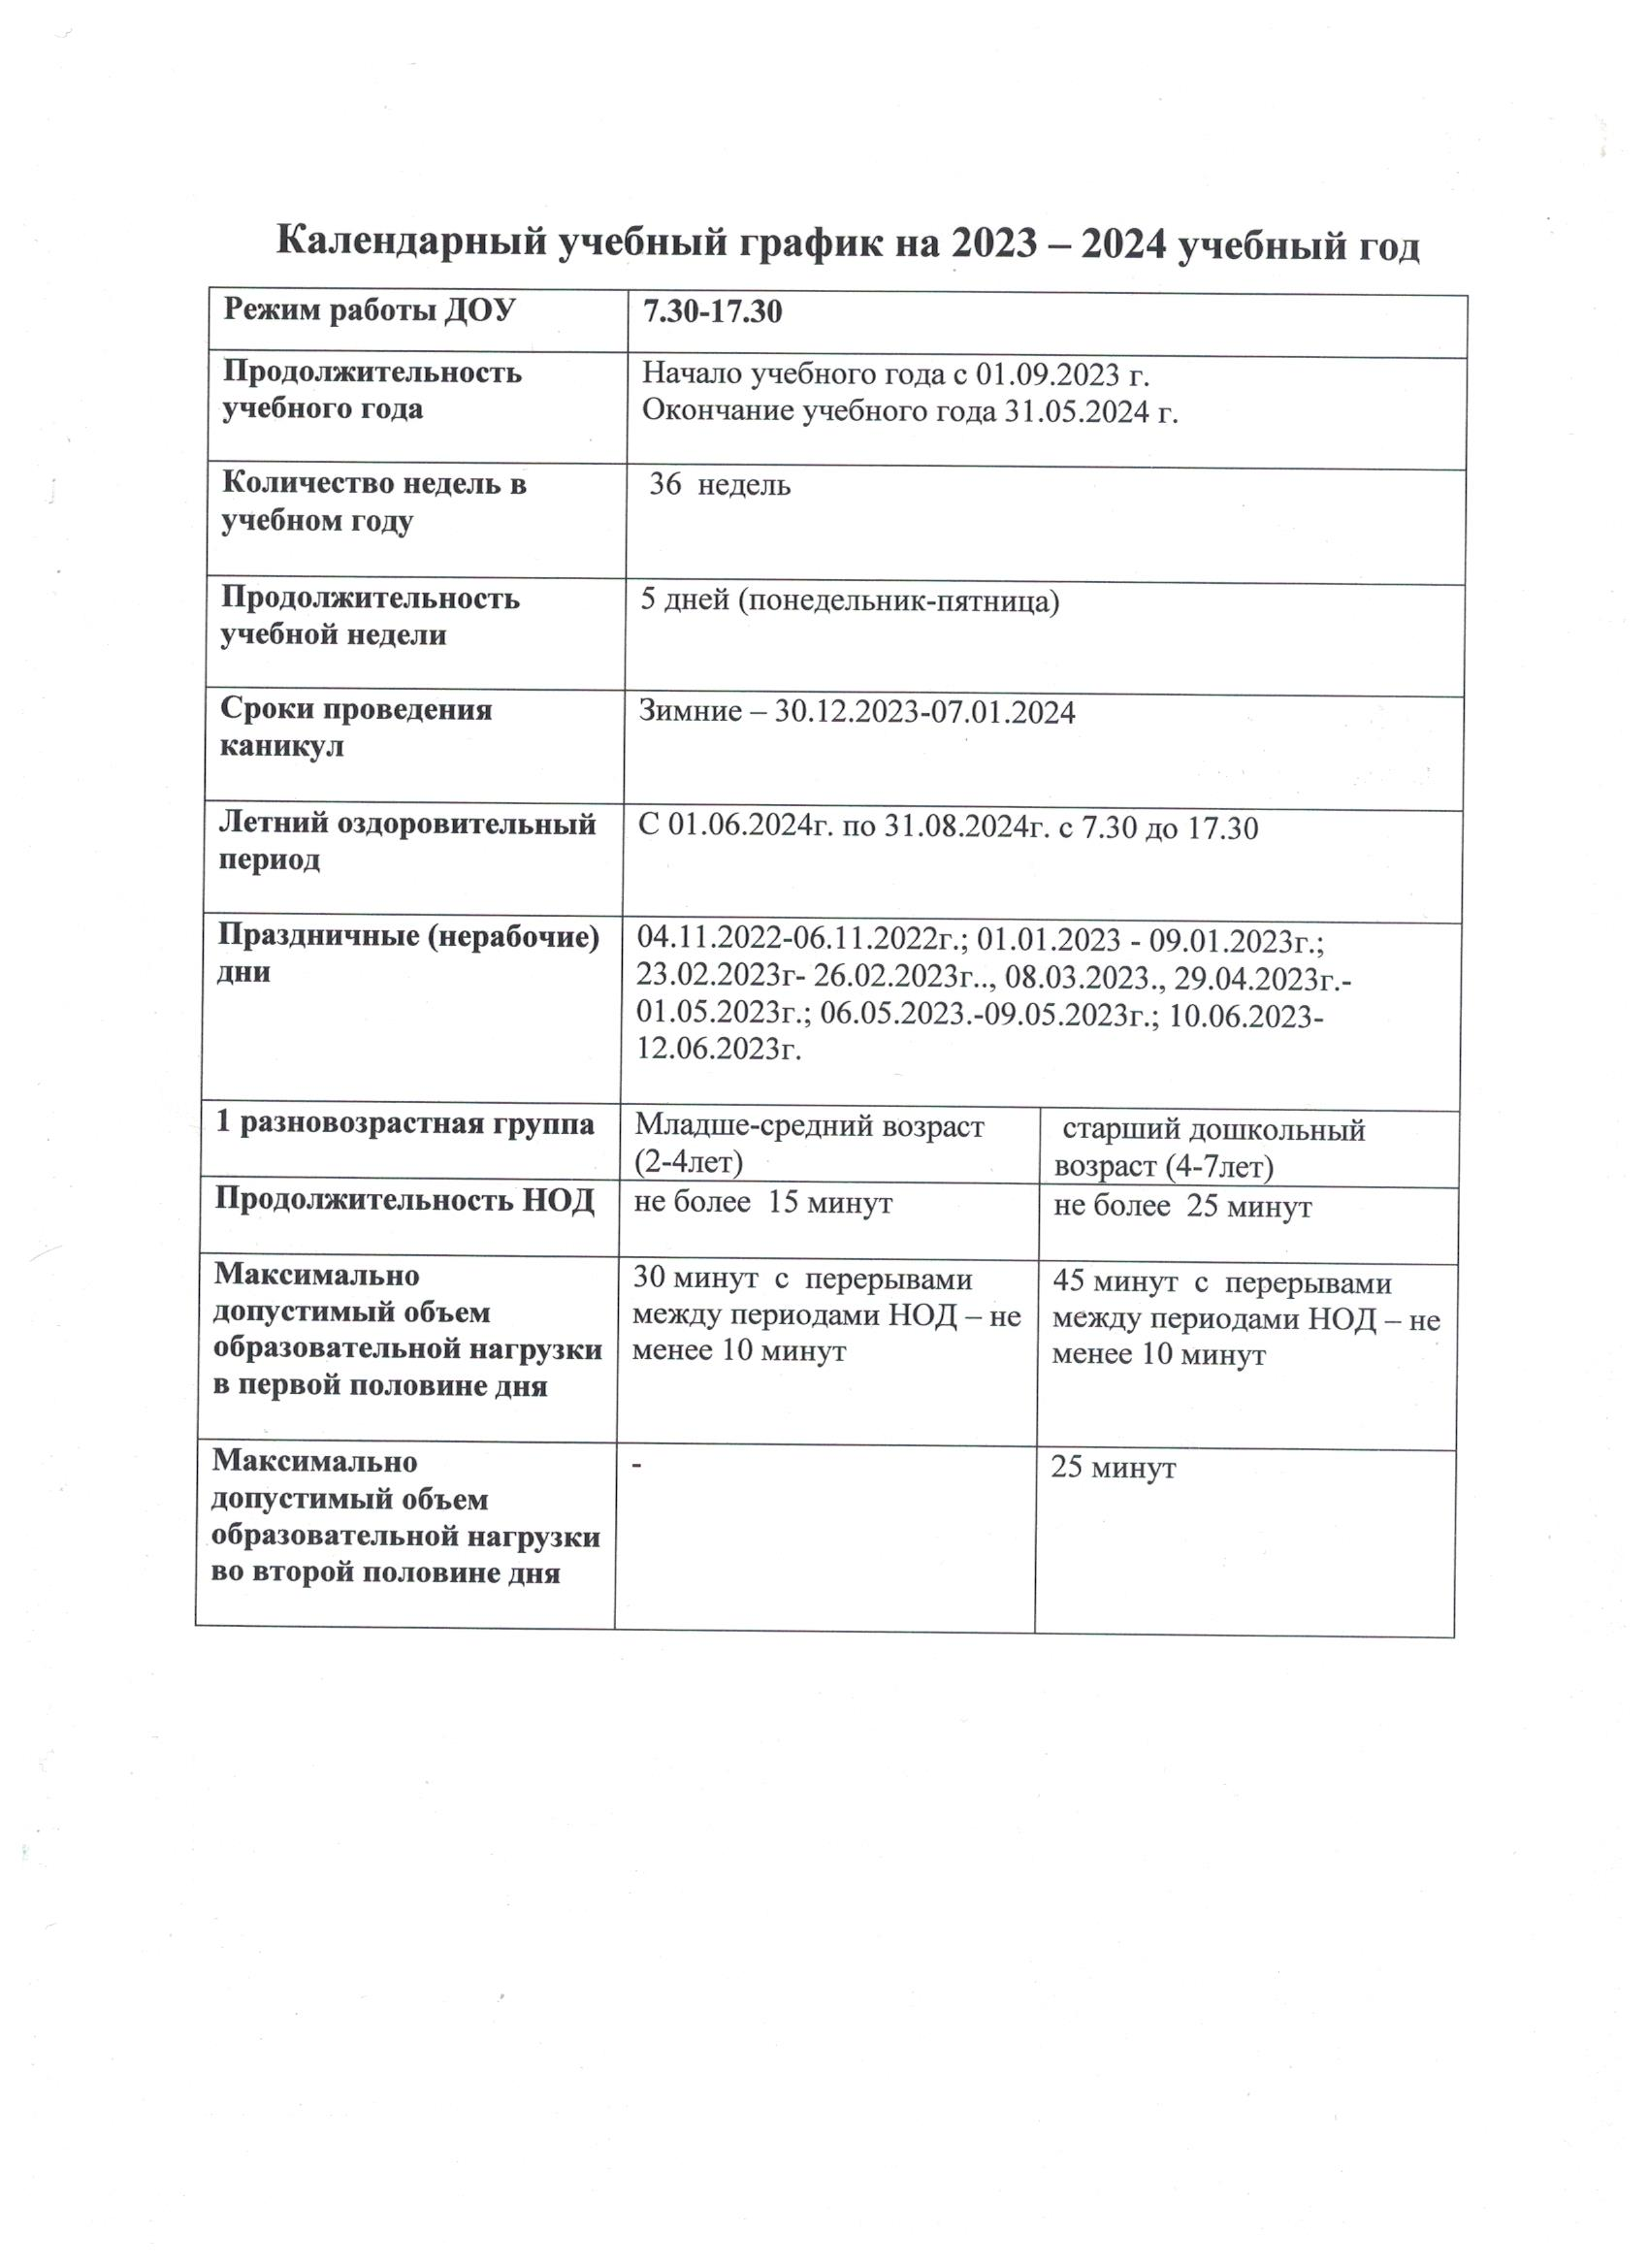 Календарный учебный график на 2023 – 2024 учебный год
Режим работы ДОУ
7.30-17.30
Продолжительность
учебного года
Начало учебного года с 01.09.2023 г.
Окончание учебного года 31.05.2024 г.
Количество недель в
учебном году
36 недель
Продолжительность
учебной недели
5 дней (понедельник-пятница)
Сроки проведения
каникул
Зимние – 30.12.2023-07.01.2024
Летний оздоровительный
период
С 01.06.2024г. по 31.08.2024г. с 7.30 до 17.30
Праздничные (нерабочие)
дни
04.11.2022-06.11.2022г.; 01.01.2023 - 09.01.2023г.;
23.02.2023г- 26.02.2023г.., 08.03.2023., 29.04.2023г.-
01.05.2023г.; 06.05.2023.-09.05.2023г.; 10.06.2023-
12.06.2023г.
1 разновозрастная группа
Младше-средний возраст
(2-4лет)
старший дошкольный
возраст (4-7лет)
Продолжительность НОД
не более 15 минут
не более 25 минут
Максимально
допустимый объем
образовательной нагрузки
в первой половине дня
30 минут с перерывами
между периодами НОД – не
менее 10 минут
45 минут с перерывами
между периодами НОД – не
менее 10 минут
Максимально
допустимый объем
образовательной нагрузки
во второй половине дня
-
25 минут